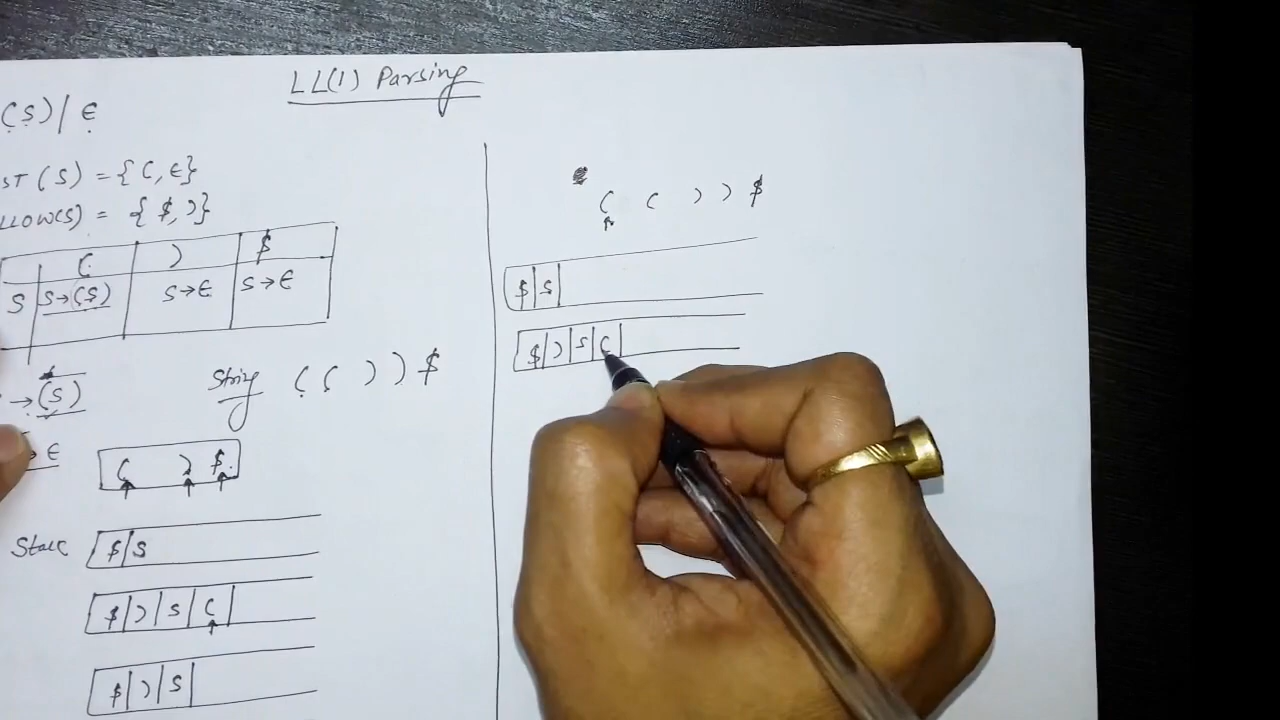 LL(1) Parsing
(S) | ϵ
ST(S) = {(, ϵ}
LLOW(S) = {$, )}
( ) $
S S→(S) S→ϵ S→ϵ
→(S)
String ( ( ) ) $
→ ϵ
( ) $
Stack $ | S
$ | ) | S | (
$ | ) | S
( ( ) ) $
$ | S
$ | ) | S | (